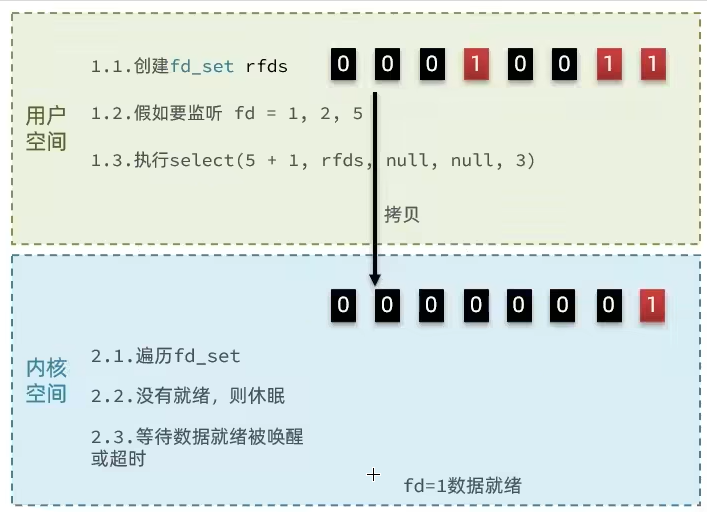 1.1.创建fd_set rfds
0 0 0 1 0 0 1 1
用户
空间
1.2.假如要监听 fd = 1, 2, 5
1.3.执行select(5 + 1, rfds, null, null, 3)
拷贝
0 0 0 0 0 0 0 1
2.1.遍历fd_set
内核
空间
2.2.没有就绪，则休眠
2.3.等待数据就绪被唤醒
或超时
fd=1数据就绪